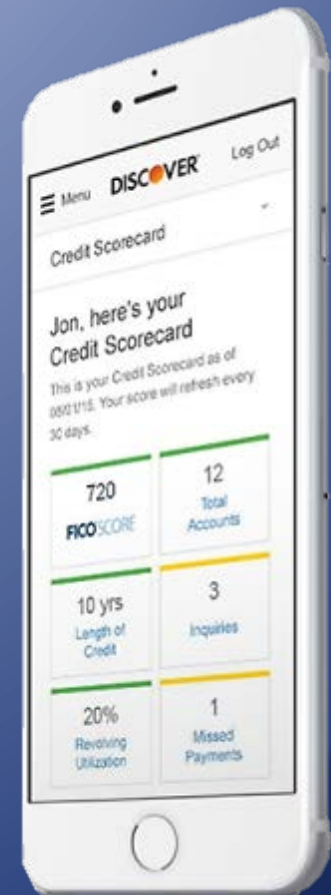 Menu DISCOVER Log Out
Credit Scorecard
Jon, here's your
Credit Scorecard
This is your Credit Scorecard as of
Your score will refresh every
30 days.
720
FICO SCORE
12
Total
Accounts
10 yrs
Length of
Credit
3
Inquiries
20%
Revolving
Utilization
1
Missed
Payments